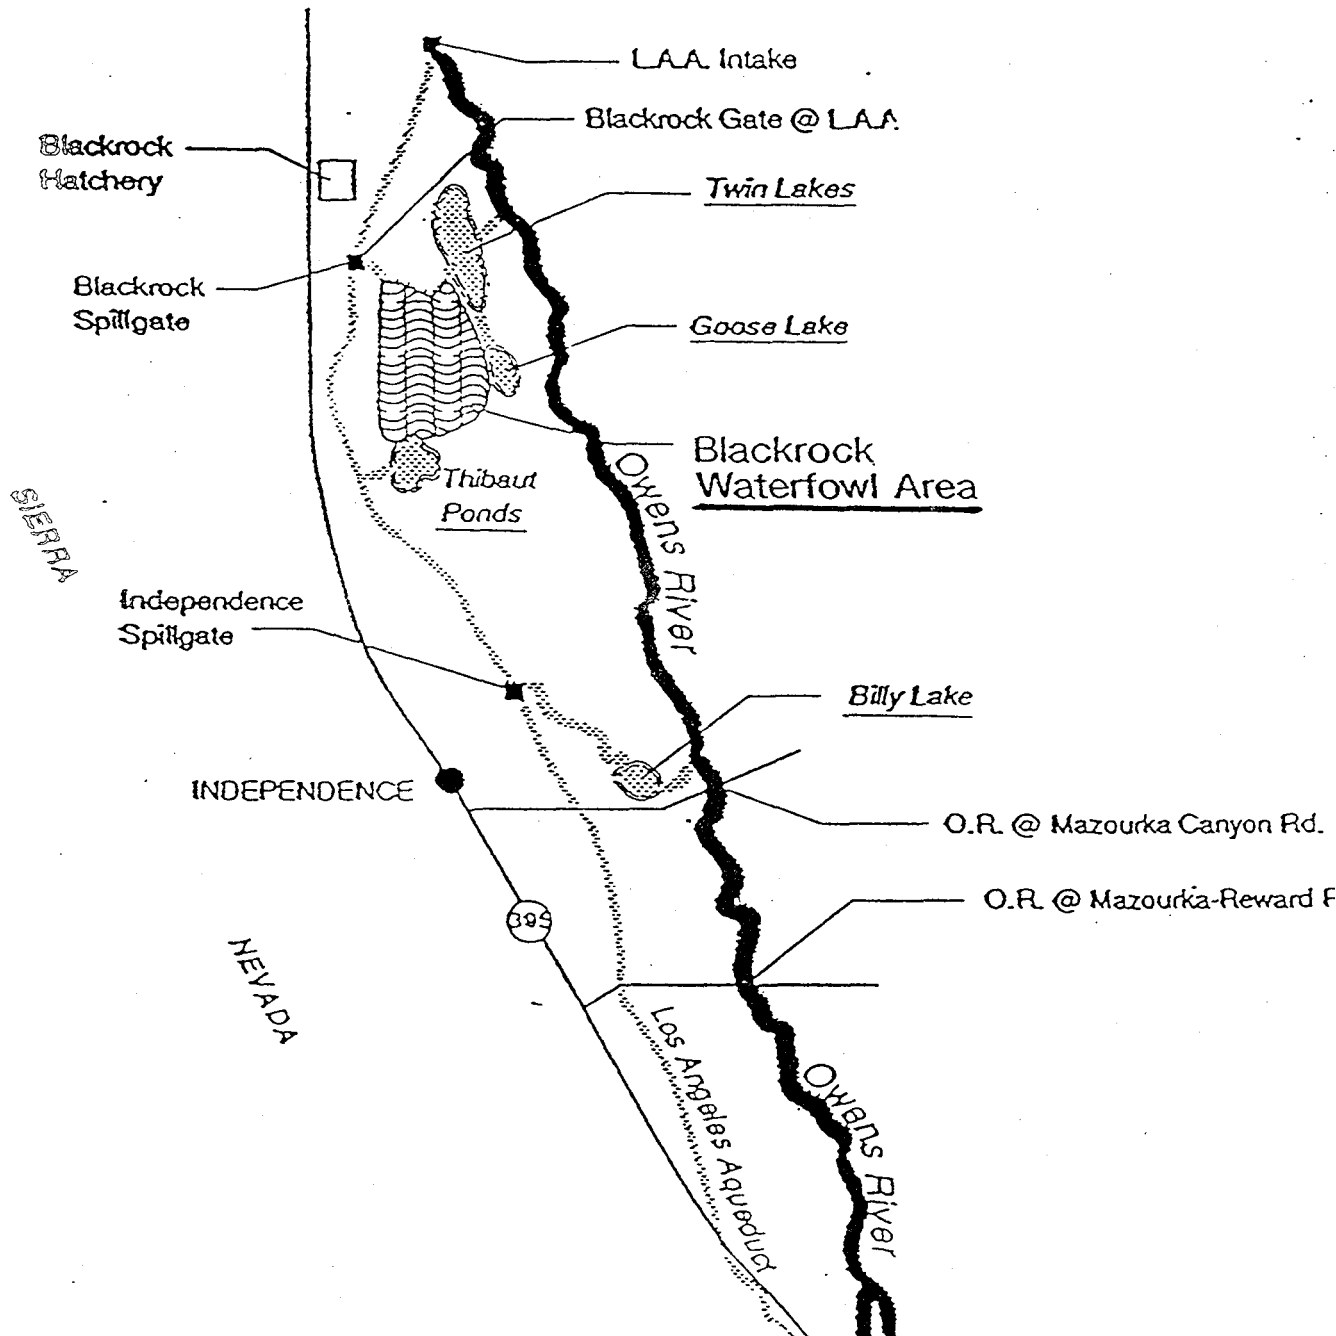 L.A.A. Intake
Blackrock Gate @ L.A.A.
Blackrock
Hatchery
Twin Lakes
Blackrock
Spillgate
Goose Lake
Blackrock
Waterfowl Area
Thibaut
Ponds
Owens River
SIERRA
Independence
Spillgate
Billy Lake
INDEPENDENCE
O.R. @ Mazourka Canyon Rd.
O.R. @ Mazourka-Reward R
395
NEVADA
Los Angeles Aqueduct
Owens River